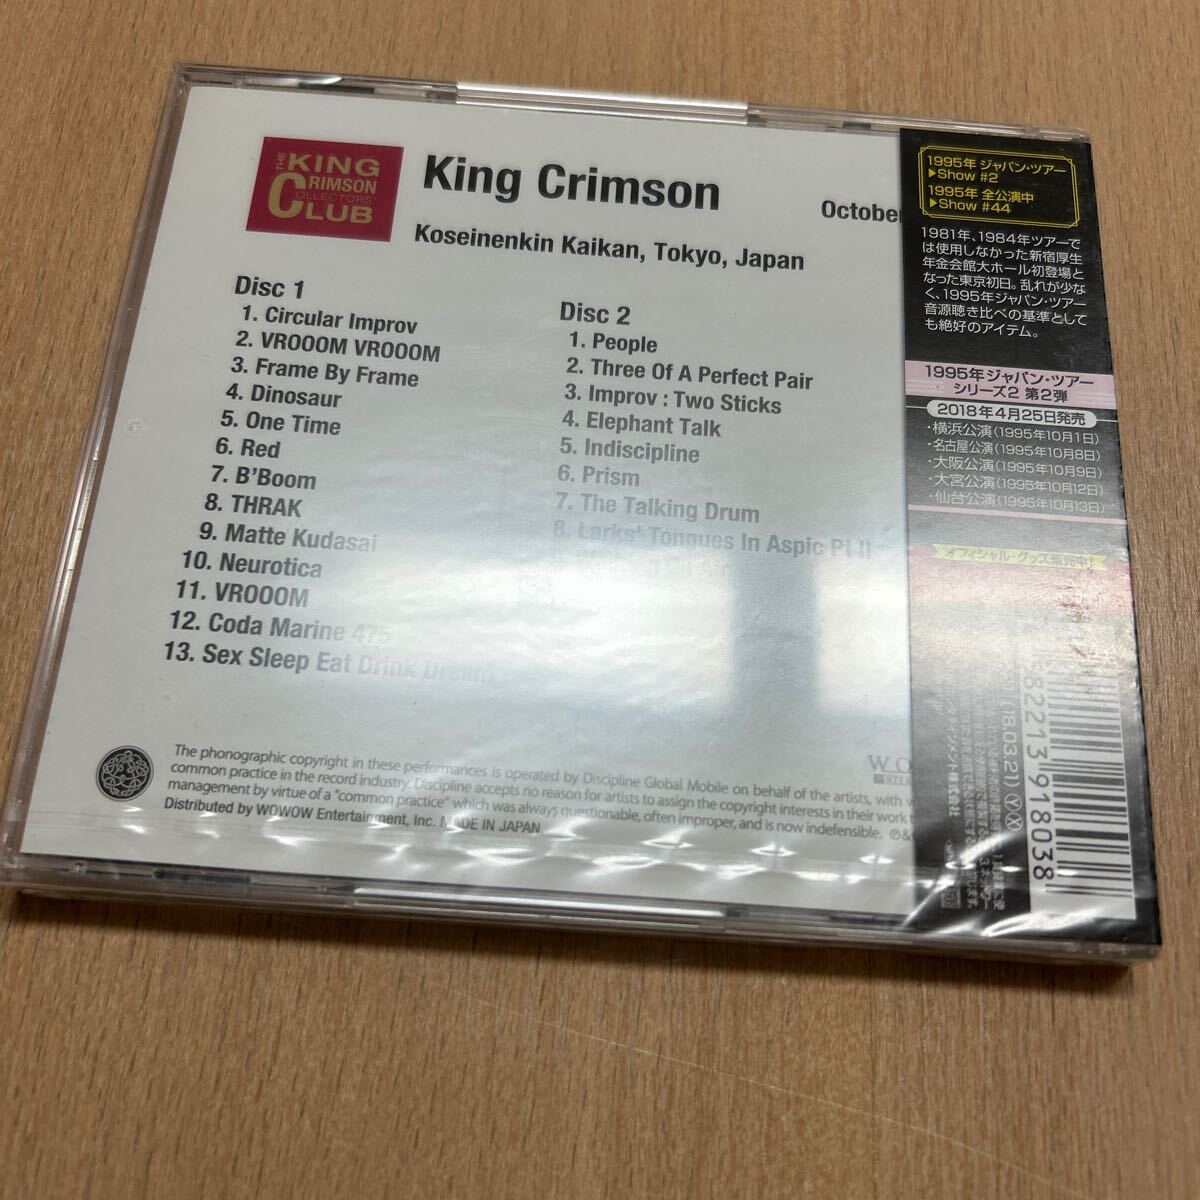 THE KING
CRIMSON
COLLECTORS'
CLUB
King Crimson
October
Koseinenkin Kaikan, Tokyo, Japan
Disc 1
1. Circular Improv
2. VROOOM VROOOM
3. Frame By Frame
4. Dinosaur
5. One Time
6. Red
7. B'Boom
8. THRAK
9. Matte Kudasai
10. Neurotica
11. VROOOM
12. Coda Marine 475
13. Sex Sleep Eat Drink Dream
Disc 2
1. People
2. Three Of A Perfect Pair
3. Improv : Two Sticks
4. Elephant Talk
5. Indiscipline
6. Prism
7. The Talking Drum
8. Larks' Tongues In Aspic Pt II
On Air
The phonographic copyright in these performances is operated by Discipline Global Mobile on behalf of the artists, with
common practice in the record industry. Discipline accepts no reason for artists to assign the copyright interests in their work
management by virtue of a "common practice" which was always questionable, often improper, and is now indefensible. ℗&
Distributed by WOWOW Entertainment, Inc. MADE IN JAPAN
1995年 ジャパン・ツアー
▶Show #2
1995年 全公演中
▶Show #44
1981年、1984年ツアーで
は使用しなかった新宿厚生
年金会館大ホール初登場と
なった東京初日。乱れが少な
く、1995年ジャパン・ツアー
音源聴き比べの基準として
も絶好のアイテム。
1995年ジャパン・ツアー
シリーズ2 第2弾
2018年4月25日発売
・横浜公演(1995年10月1日)
・名古屋公演(1995年10月8日)
・大阪公演(1995年10月9日)
・大宮公演(1995年10月12日)
・仙台公演(1995年10月13日)
オフィシャル・グッズ販売中!
82213 918038
(18.03.21) Ⓨ Ⓧ